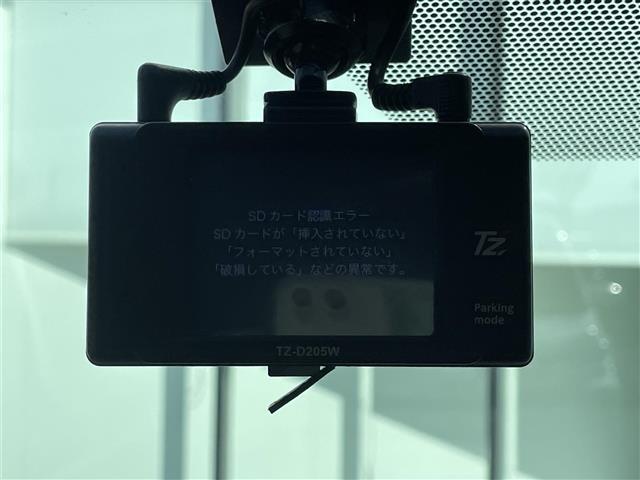 SDカード認識エラー
SDカードが「挿入されていない」
「フォーマットされていない」
「破損している」などの異常です。
TZ
Parking
mode
TZ-D205W